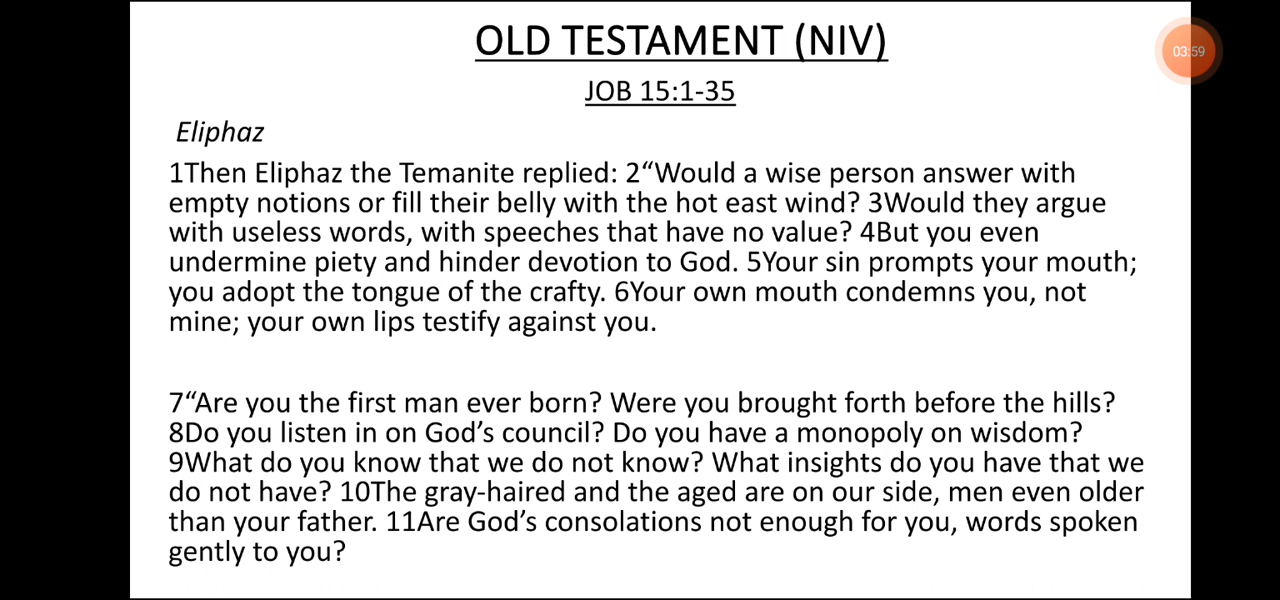 OLD TESTAMENT (NIV)
03:59
JOB 15:1-35
Eliphaz
1Then Eliphaz the Temanite replied: 2“Would a wise person answer with
empty notions or fill their belly with the hot east wind? 3Would they argue
with useless words, with speeches that have no value? 4But you even
undermine piety and hinder devotion to God. 5Your sin prompts your mouth;
you adopt the tongue of the crafty. 6Your own mouth condemns you, not
mine; your own lips testify against you.
7“Are you the first man ever born? Were you brought forth before the hills?
8Do you listen in on God’s council? Do you have a monopoly on wisdom?
9What do you know that we do not know? What insights do you have that we
do not have? 10The gray-haired and the aged are on our side, men even older
than your father. 11Are God’s consolations not enough for you, words spoken
gently to you?